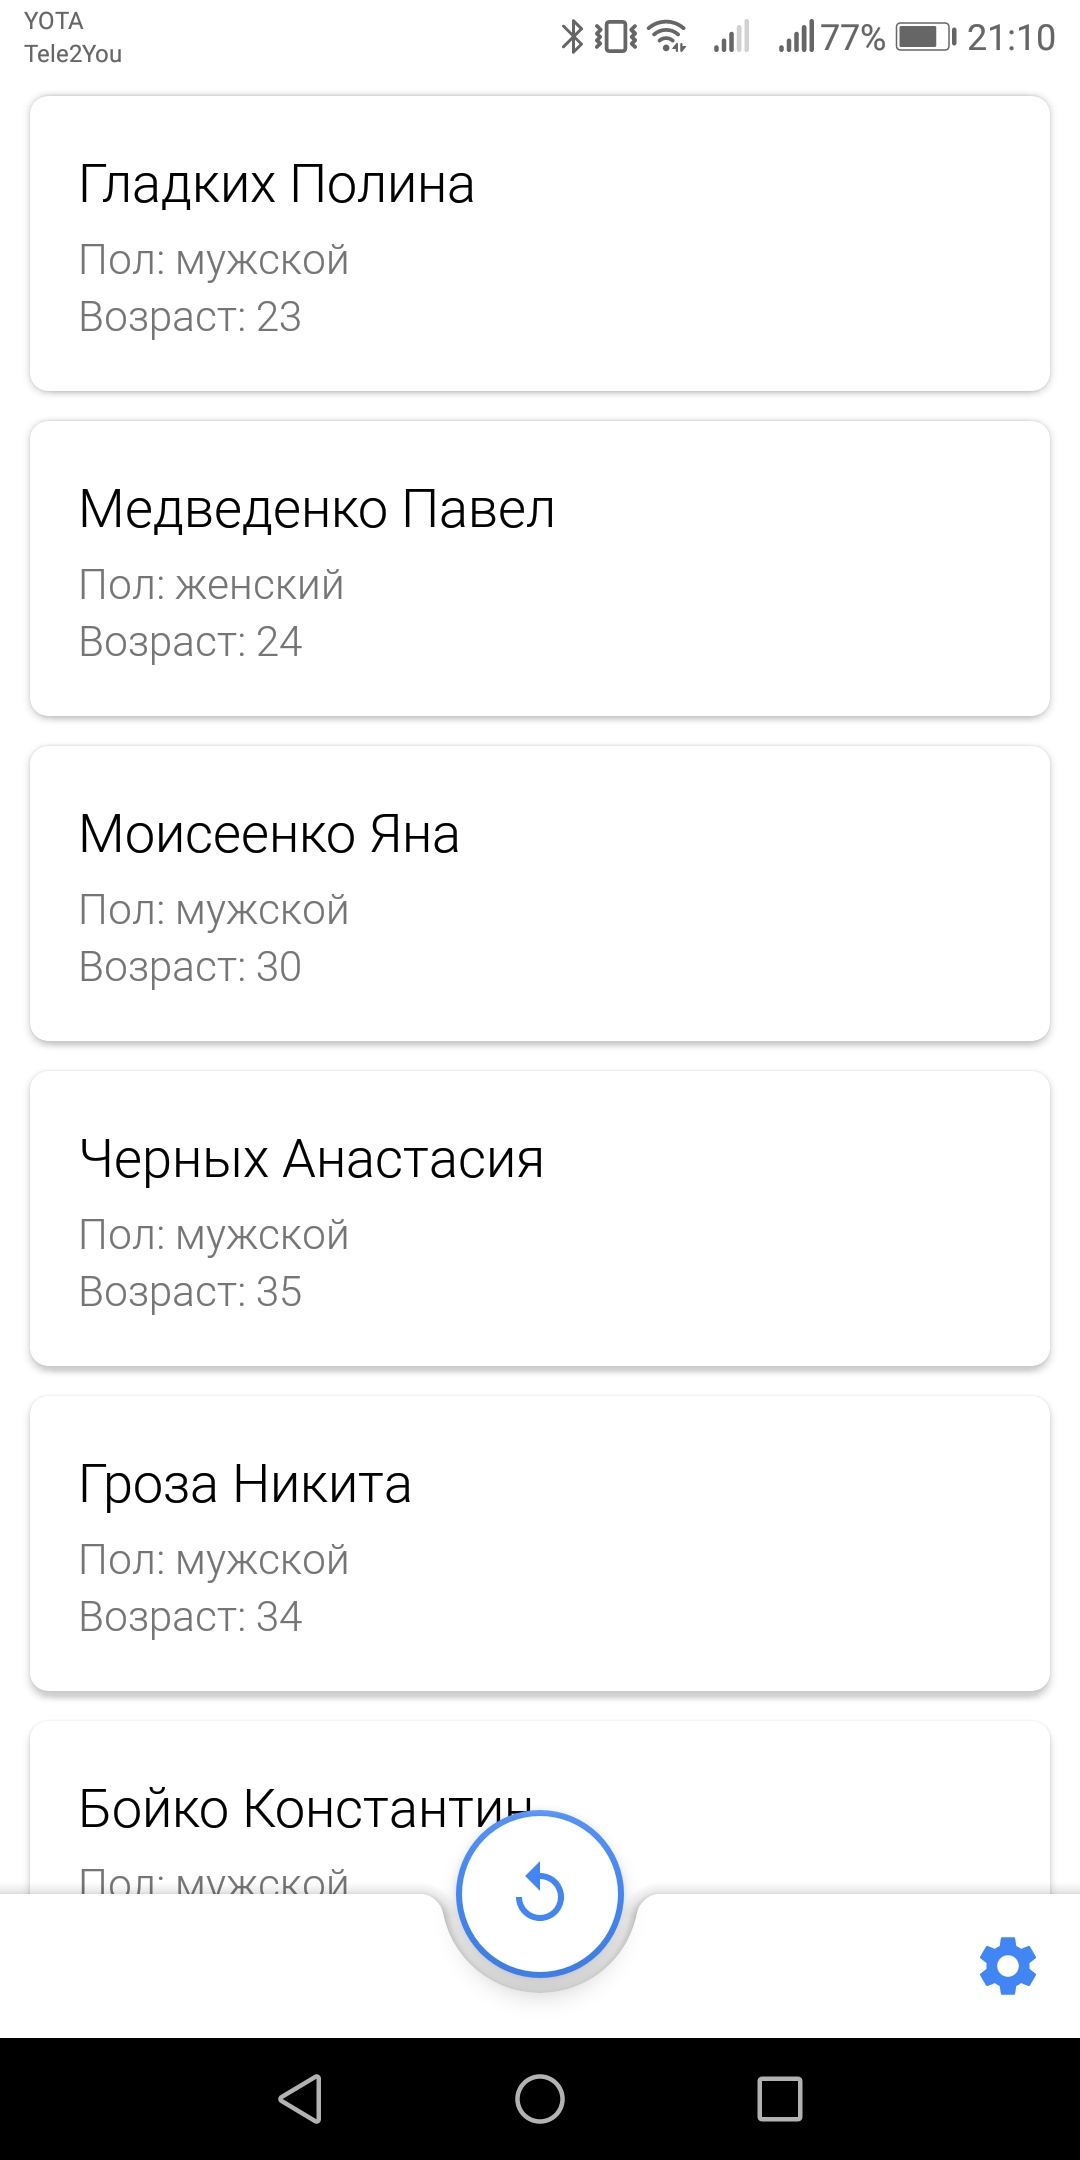 YOTA
Tele2You
77% 21:10
Гладких Полина
Пол: мужской
Возраст: 23
Медведенко Павел
Пол: женский
Возраст: 24
Моисеенко Яна
Пол: мужской
Возраст: 30
Черных Анастасия
Пол: мужской
Возраст: 35
Гроза Никита
Пол: мужской
Возраст: 34
Бойко Константин
Пол: мужской